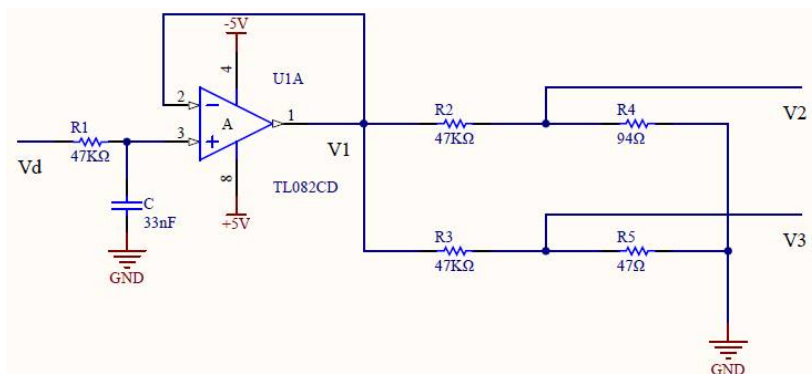 -5V
4
U1A
2
1
A
3
R1
47KΩ
Vd
V1
R2
47KΩ
R4
94Ω
V2
8
TL082CD
C
33nF
+5V
GND
R3
47KΩ
R5
47Ω
V3
GND